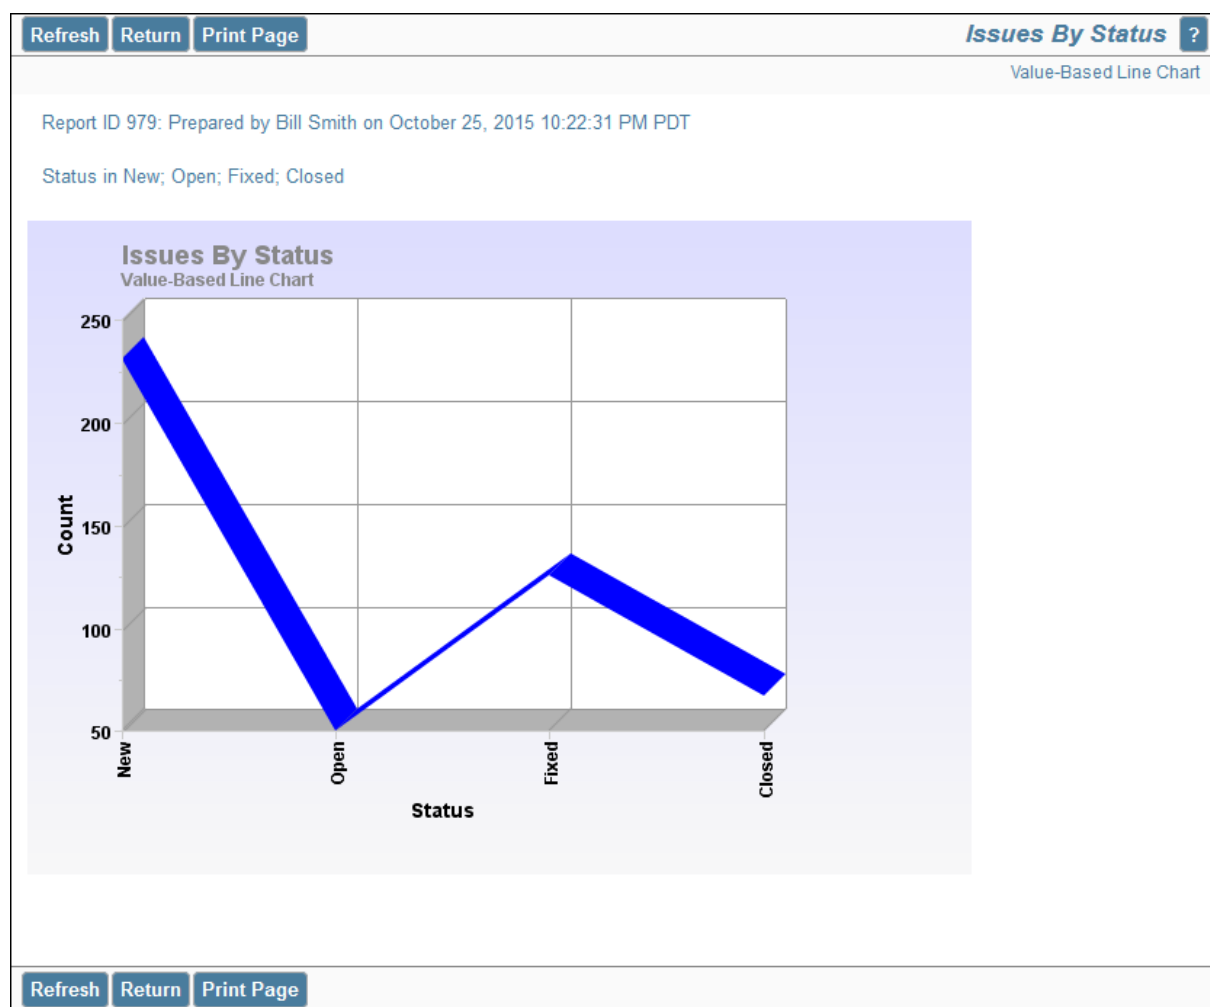 Refresh Return Print Page Issues By Status ?
Value-Based Line Chart
Report ID 979: Prepared by Bill Smith on October 25, 2015 10:22:31 PM PDT
Status in New; Open; Fixed; Closed
Issues By Status
Value-Based Line Chart
250
200
150
100
50
Count
New
Open
Fixed
Closed
Status
Refresh Return Print Page